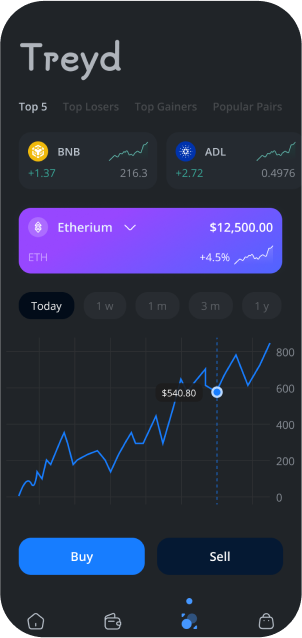 Treyd
Top 5 Top Losers Top Gainers Popular Pairs
BNB ADL
+1.37 216.3 +2.72 0.4976
Etherium $12,500.00
ETH +4.5%
Today 1 w 1 m 3 m 1 y
800
600
$540.80
400
200
0
Buy Sell